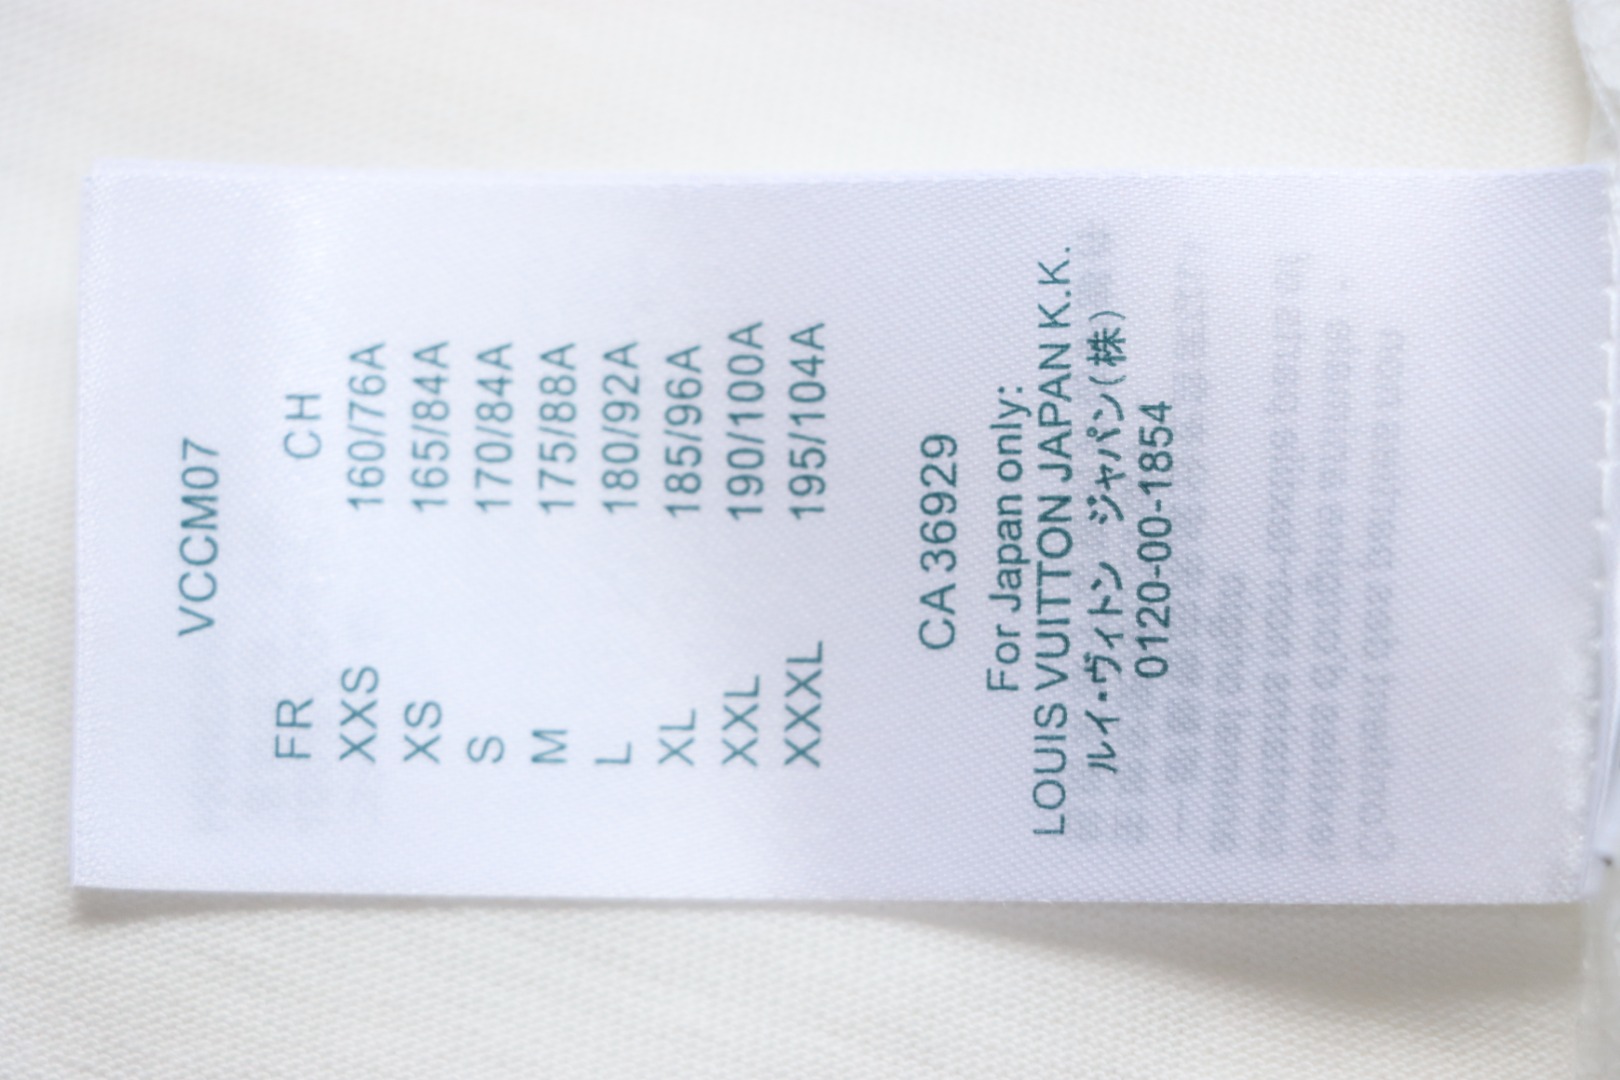 VCCM07
FR CH
XXS 160/76A
XS 165/84A
S 170/84A
M 175/88A
L 180/92A
XL 185/96A
XXL 190/100A
XXXL 195/104A
CA 36929
For Japan only:
LOUIS VUITTON JAPAN K.K.
ルイ・ヴィトン ジャパン(株)
0120-00-1854